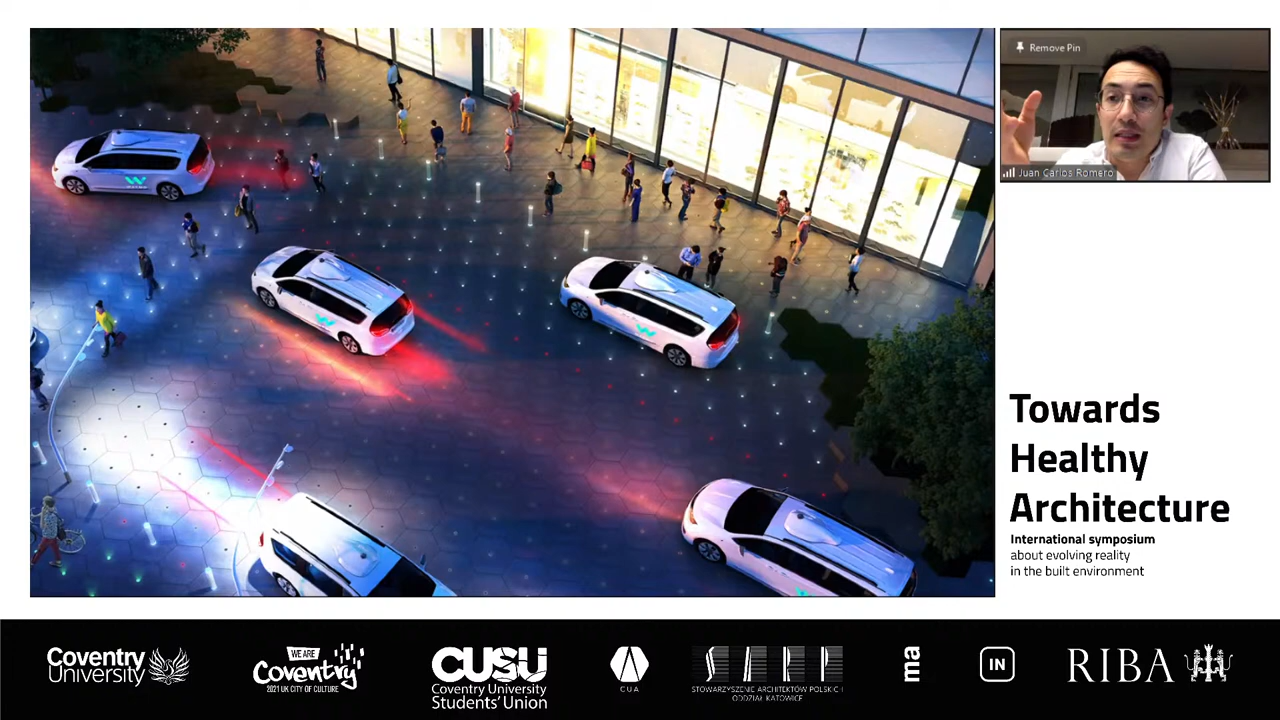 Remove Pin
Juan Carlos Romero
Towards
Healthy
Architecture
International symposium
about evolving reality
in the built environment
Coventry
University
WE ARE
Coventry
2021 UK CITY OF CULTURE
CUSU
Coventry University
Students' Union
CUA
SARP
STOWARZYSZENIE ARCHITEKTÓW POLSKICH
ODDZIAŁ KATOWICE
ma
IN
RIBA